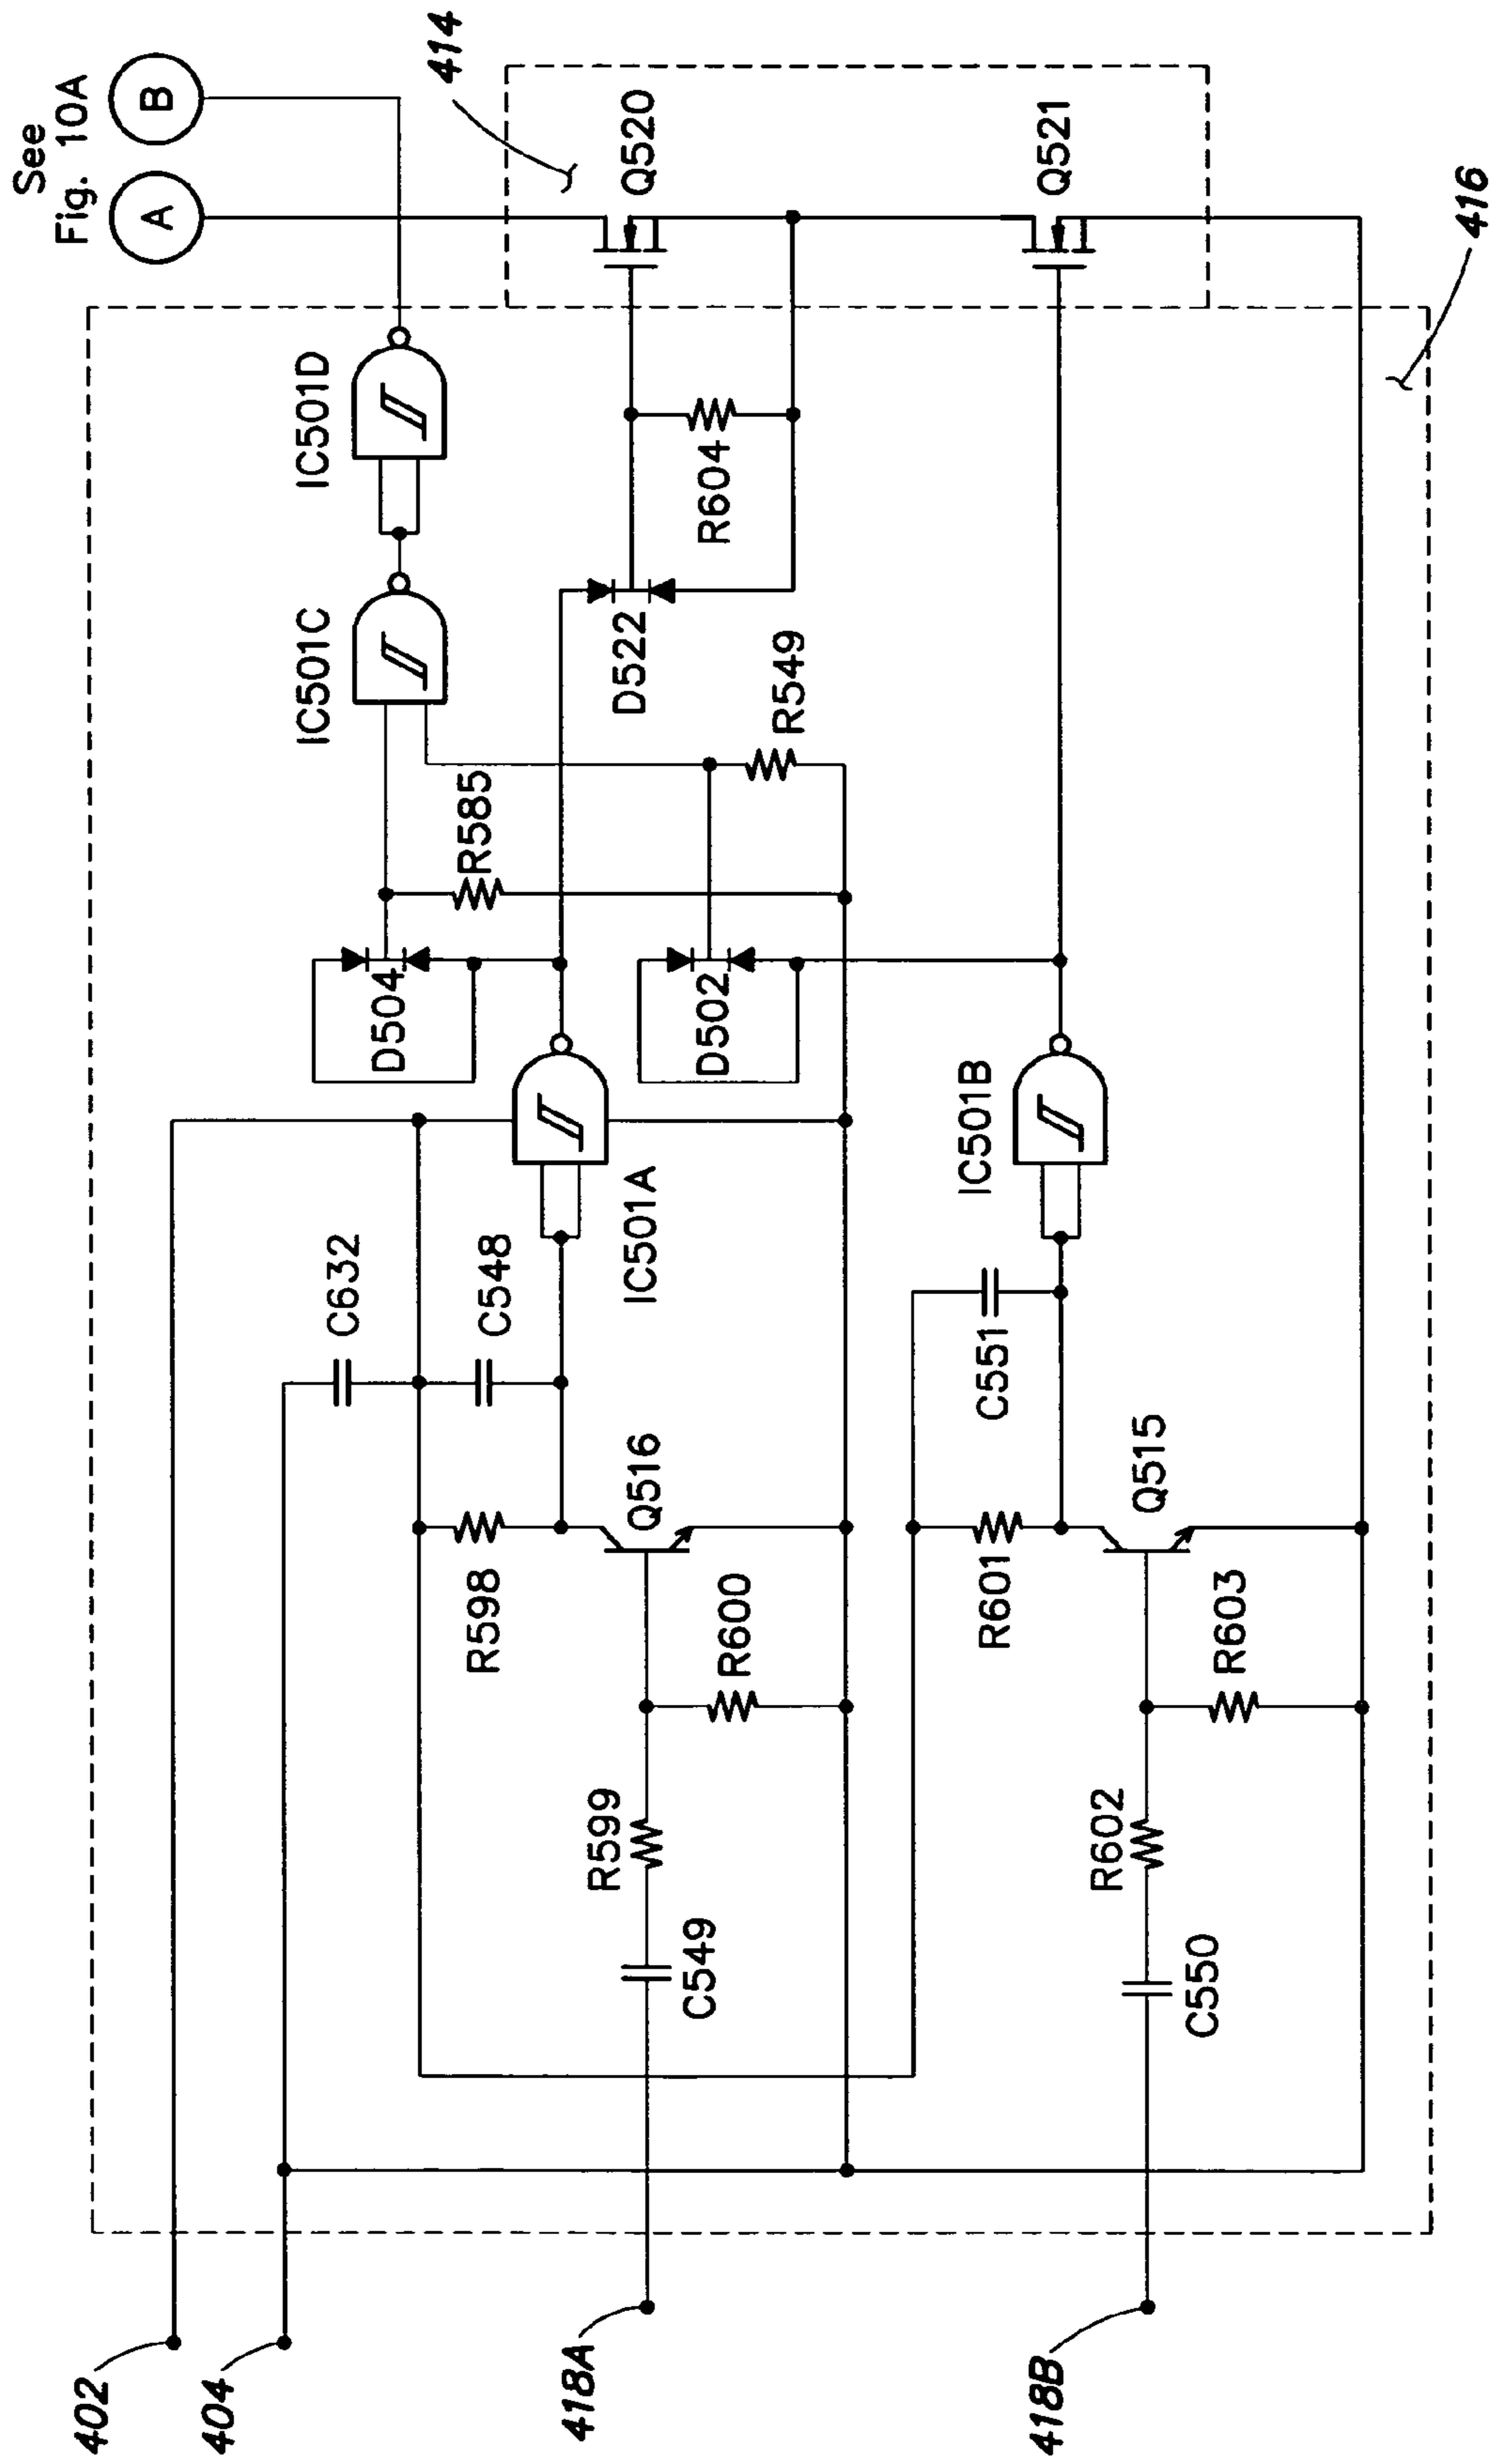 See
Fig. 10A
A
B
414
416
IC501D
IC501C
Q520
Q521
R604
D522
R549
R585
D504
D502
IC501A
IC501B
C632
C548
C551
Q516
Q515
R598
R600
R601
R603
R599
R602
C549
C550
402
404
418A
418B